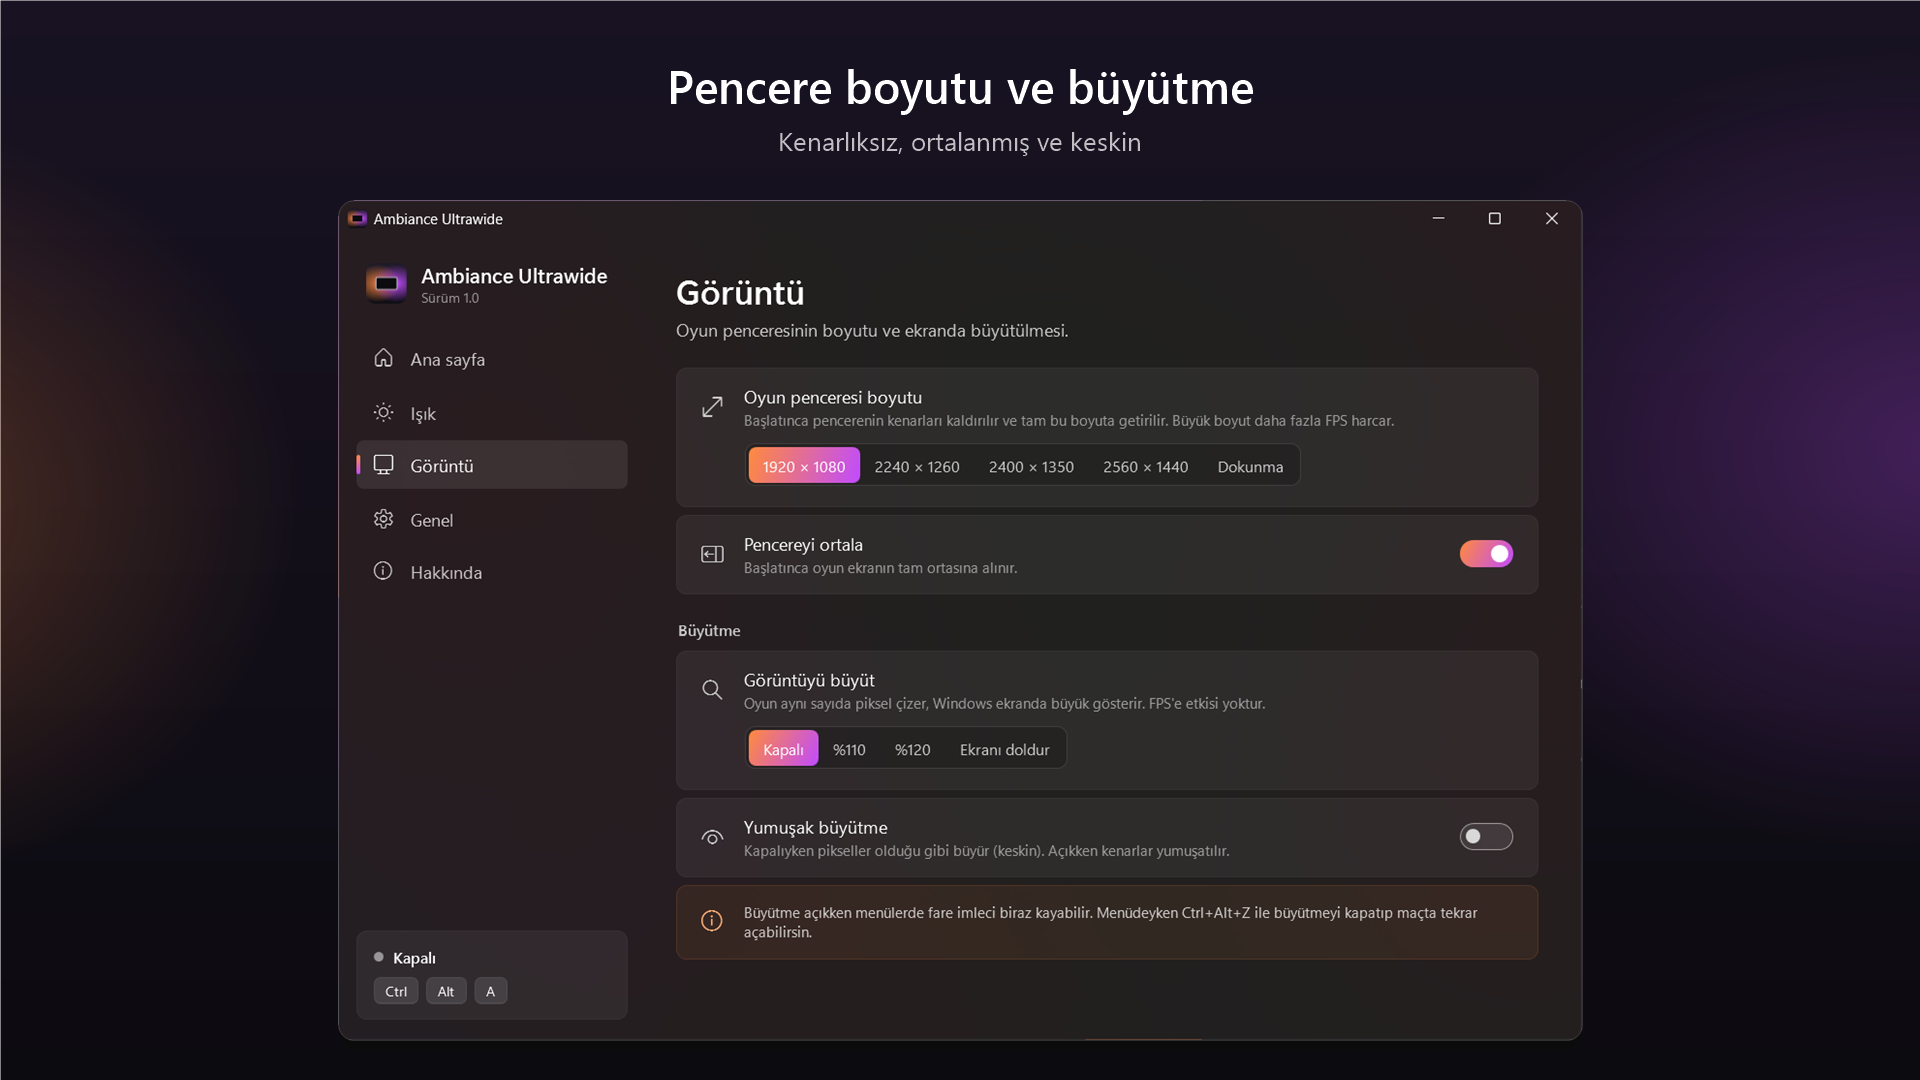 Pencere boyutu ve büyütme
Kenarlıksız, ortalanmış ve keskin
Ambiance Ultrawide
Ambiance Ultrawide
Sürüm 1.0
Ana sayfa
Işık
Görüntü
Genel
Hakkında
Kapalı
Ctrl Alt A
Görüntü
Oyun penceresinin boyutu ve ekranda büyütülmesi.
Oyun penceresi boyutu
Başlatınca pencerenin kenarları kaldırılır ve tam bu boyuta getirilir. Büyük boyut daha fazla FPS harcar.
1920 × 1080 2240 × 1260 2400 × 1350 2560 × 1440 Dokunma
Pencereyi ortala
Başlatınca oyun ekranın tam ortasına alınır.
Büyütme
Görüntüyü büyüt
Oyun aynı sayıda piksel çizer, Windows ekranda büyük gösterir. FPS'e etkisi yoktur.
Kapalı %110 %120 Ekranı doldur
Yumuşak büyütme
Kapalıyken pikseller olduğu gibi büyür (keskin). Açıkken kenarlar yumuşatılır.
Büyütme açıkken menülerde fare imleci biraz kayabilir. Menüdeyken Ctrl+Alt+Z ile büyütmeyi kapatıp maçta tekrar
açabilirsin.